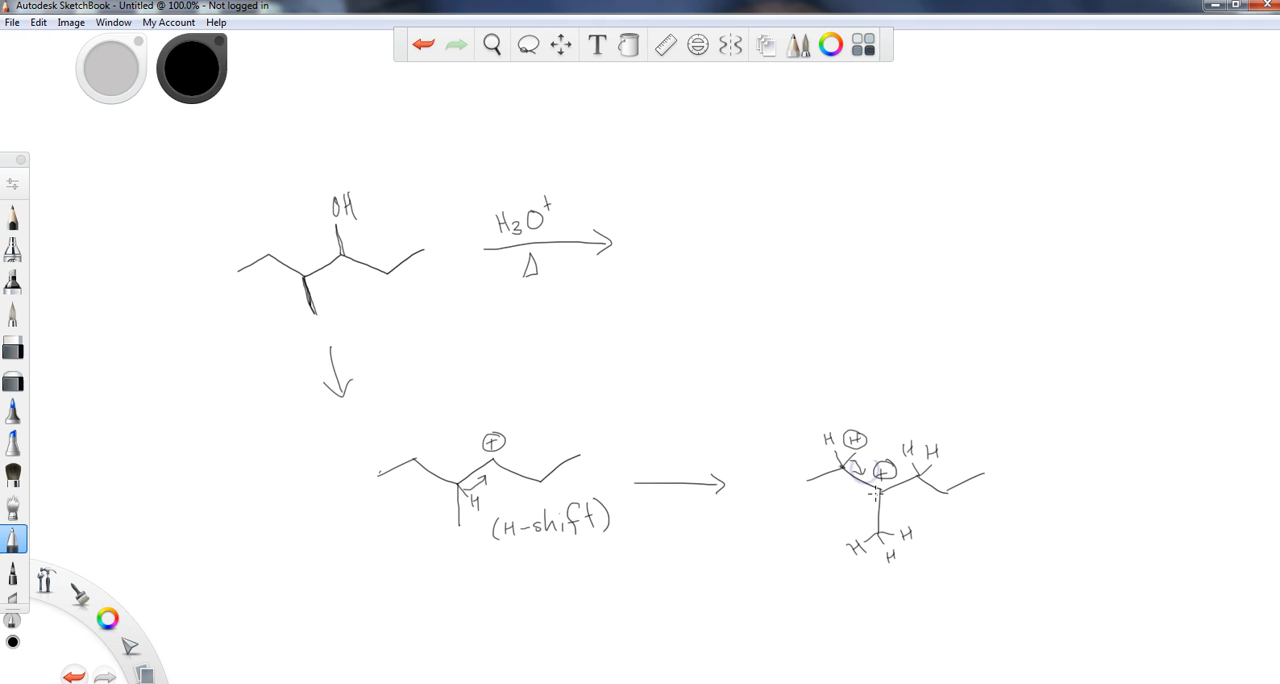 Autodesk SketchBook - Untitled @ 100.0% - Not logged in
File Edit Image Window My Account Help
T
OH
H3O+
Δ
+
H
(H-shift)
H H H H
+
H H
H